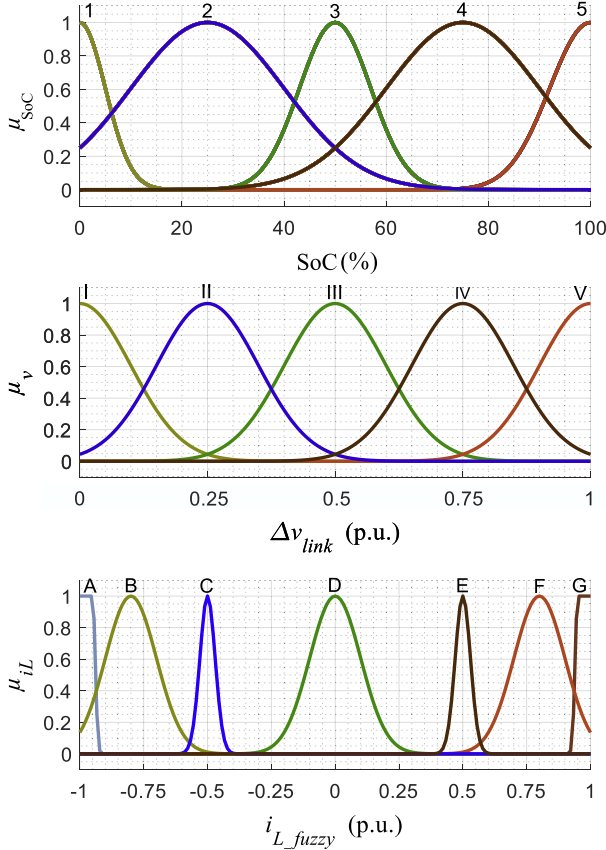 1 2 3 4 5
1
0.8
0.6
0.4
0.2
0
μSoC
0 20 40 60 80 100
SoC(%)
I II III IV V
1
0.8
0.6
0.4
0.2
0
μv
0 0.25 0.5 0.75 1
Δvlink (p.u.)
A B C D E F G
1
0.8
0.6
0.4
0.2
0
μiL
-1 -0.75 -0.5 -0.25 0 0.25 0.5 0.75 1
iL_fuzzy (p.u.)